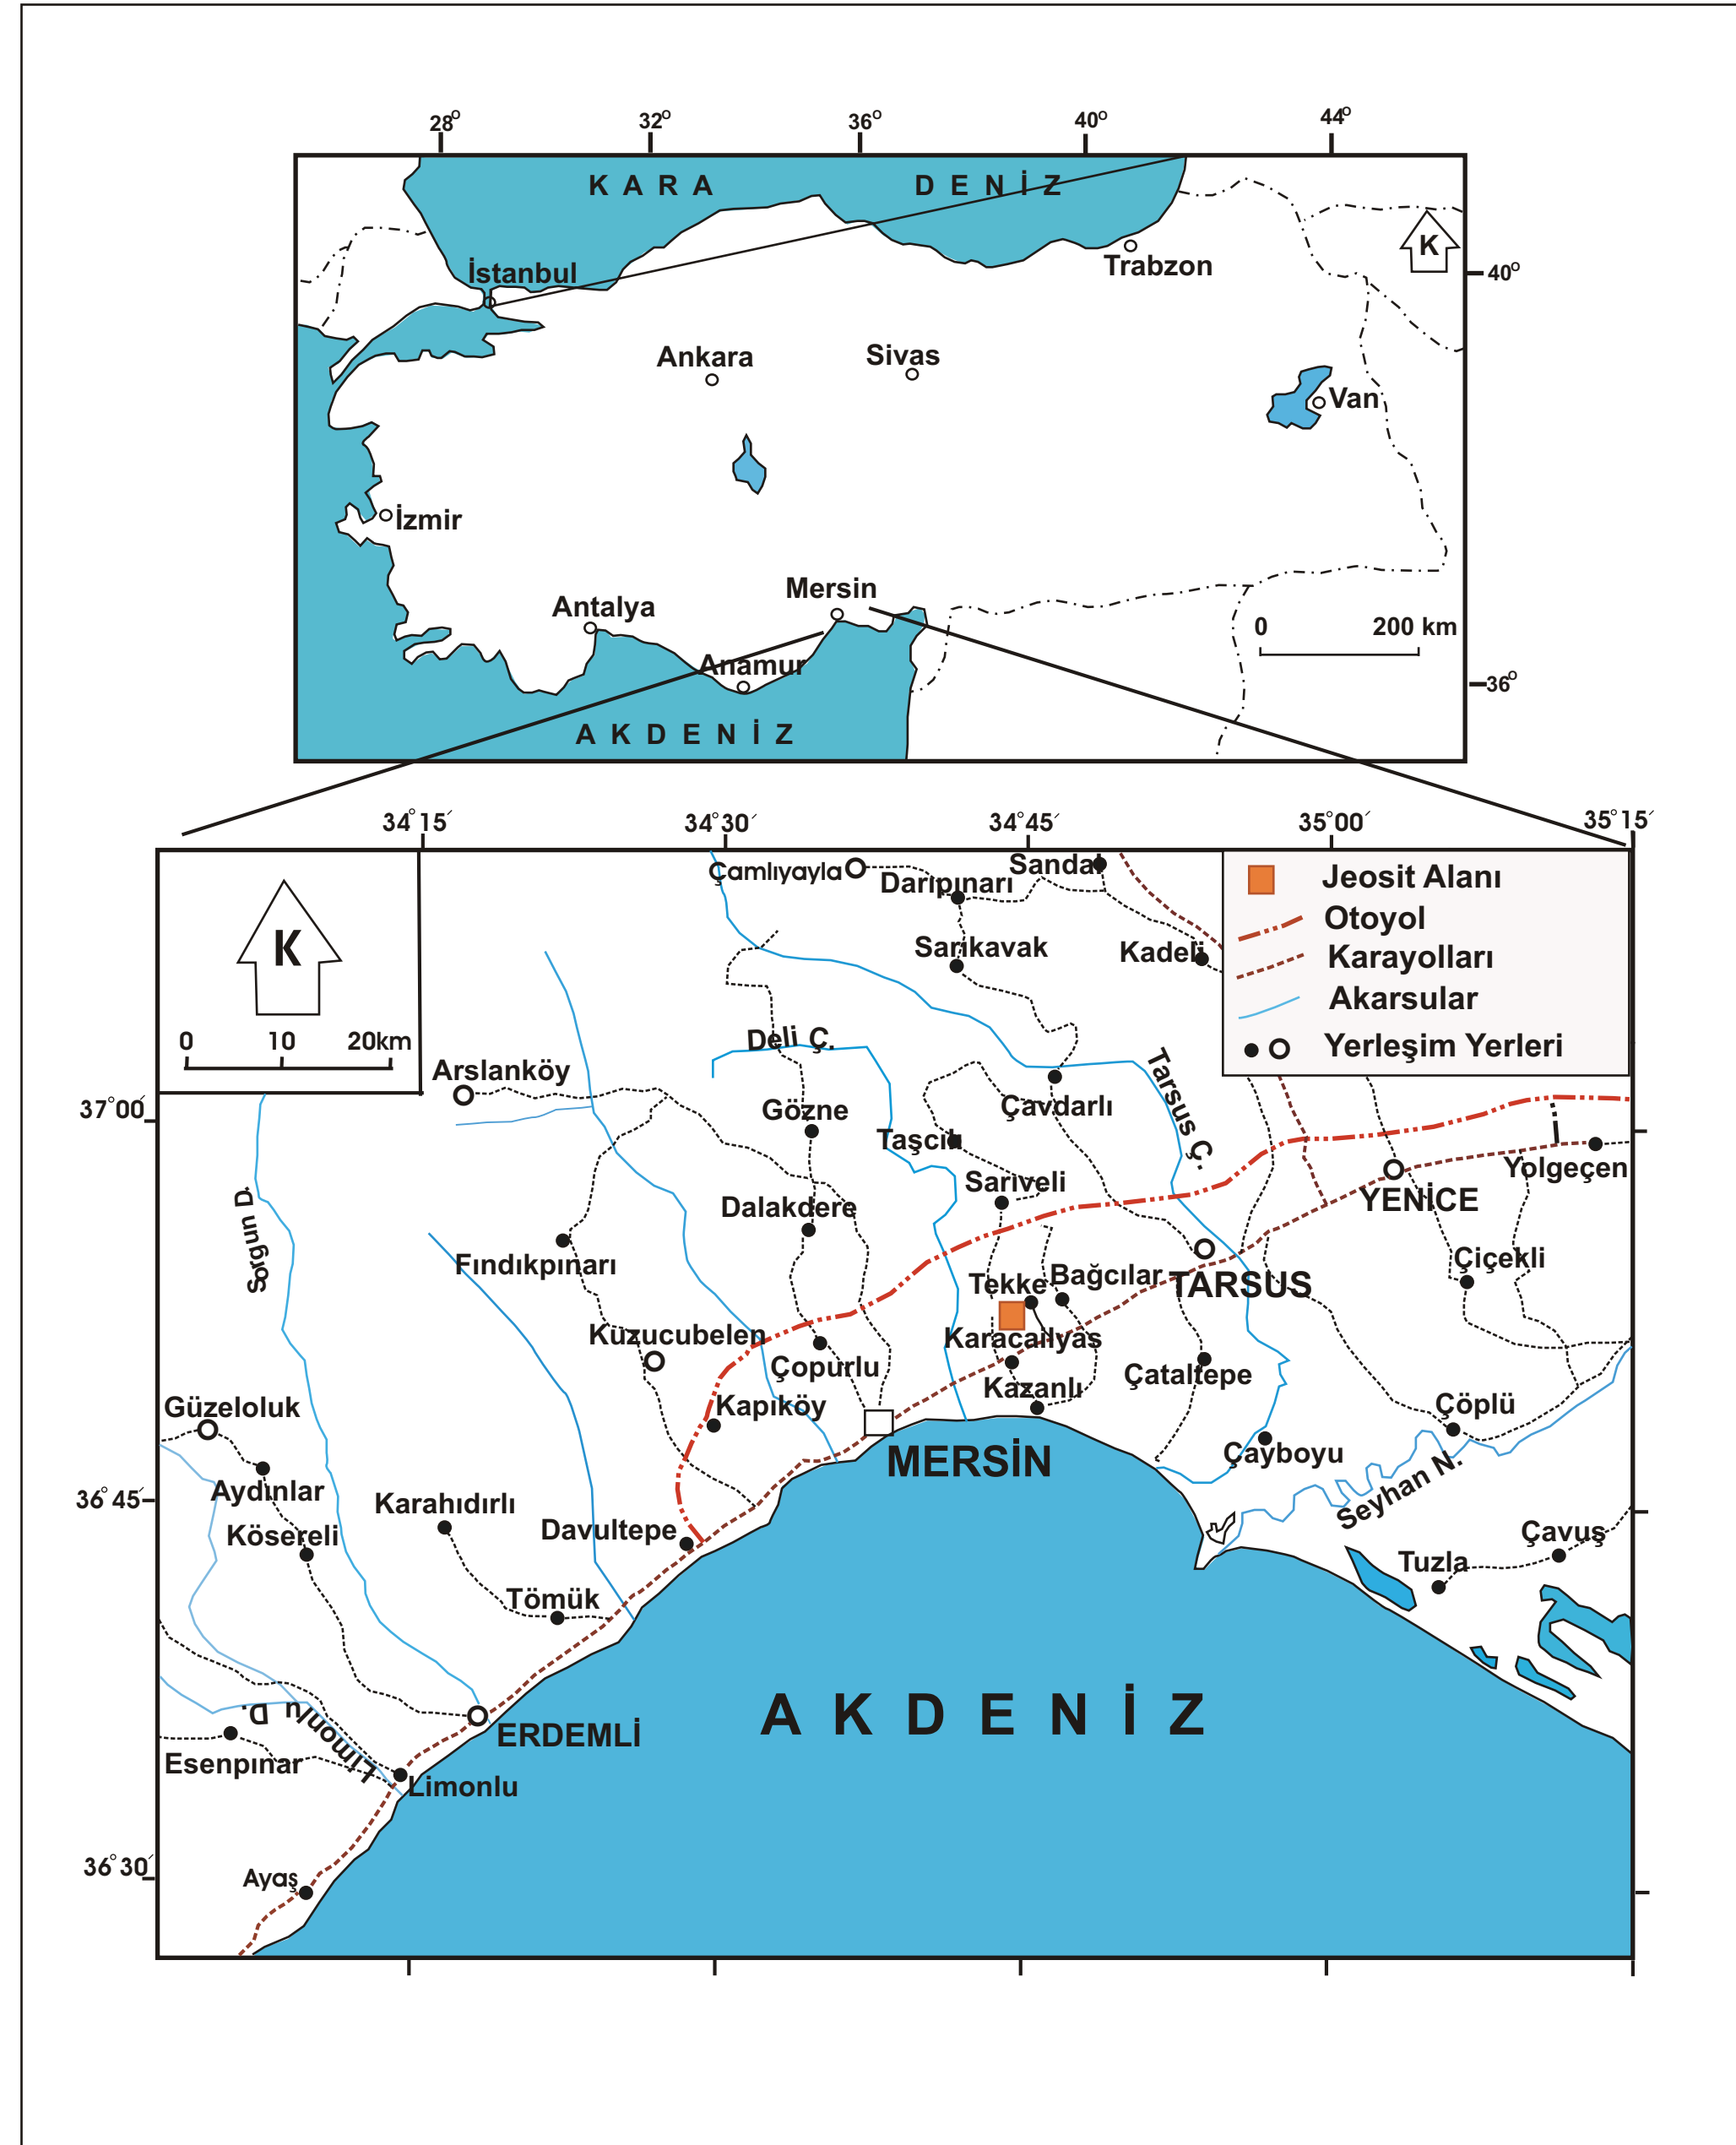 28° 32° 36° 40° 44°
KARA DENİZ
K
İstanbul
Trabzon
40°
Ankara
Sivas
Van
İzmir
Mersin
Antalya
0 200 km
Anamur
36°
AKDENİZ
34°15´ 34°30´ 34°45´ 35°00´ 35°15´
K
0 10 20km
Çamlıyayla
Sandal
Darıpınarı
Sarıkavak
Kadeli
Jeosit Alanı
Otoyol
Karayolları
Akarsular
Yerleşim Yerleri
Deli Ç.
Arslanköy
37°00´
Gözne
Çavdarlı
Tarsus Ç.
Taşcılı
Yolgeçen
Sarıveli
YENİCE
Sorgun D.
Dalakdere
Fındıkpınarı
Çiçekli
Tekke
Bağcılar
TARSUS
Kuzucubelen
Karacailyas
Çopurlu
Çataltepe
Kazanlı
Güzeloluk
Kapıköy
Çöplü
MERSİN
Çayboyu
Aydınlar
36°45´
Seyhan N.
Karahıdırlı
Davultepe
Kösereli
Çavuş
Tuzla
Tömük
AKDENİZ
Limonlu D.
ERDEMLİ
Esenpınar
Limonlu
36°30´
Ayaş